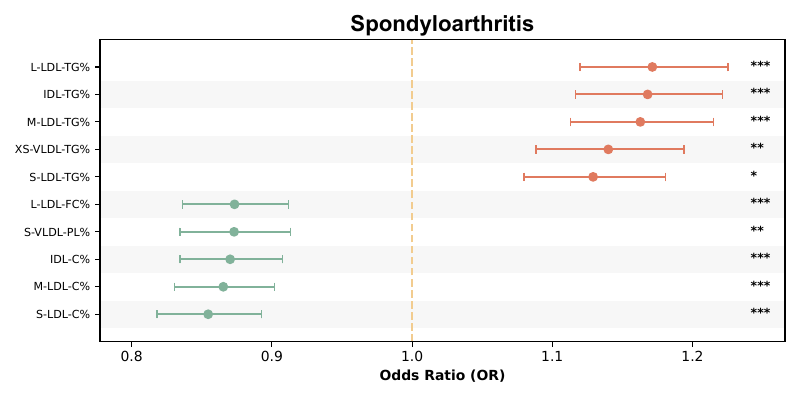 Spondyloarthritis
L-LDL-TG% ***
IDL-TG% ***
M-LDL-TG% ***
XS-VLDL-TG% **
S-LDL-TG% *
L-LDL-FC% ***
S-VLDL-PL% **
IDL-C% ***
M-LDL-C% ***
S-LDL-C% ***
0.8 0.9 1.0 1.1 1.2
Odds Ratio (OR)